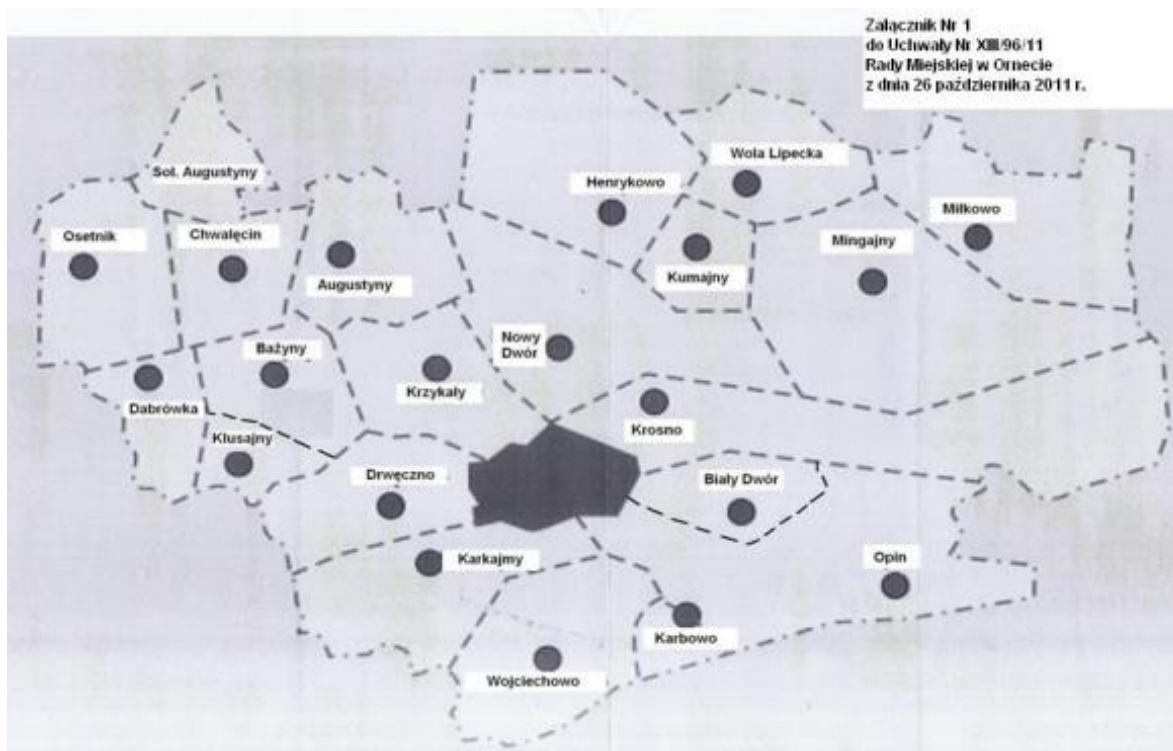 Załącznik Nr 1
do Uchwały Nr XIII/96/11
Rady Miejskiej w Ornecie
z dnia 26 października 2011 r.
Wola Lipecka
Soł. Augustyny
Henrykowo
Miłkowo
Osetnik
Chwalęcin
Mingajny
Kumajny
Augustyny
Nowy
Dwór
Bażyny
Krzykały
Dabrówka
Krosno
Klusajny
Drwęczno
Biały Dwór
Karkajmy
Opin
Karbowo
Wojciechowo